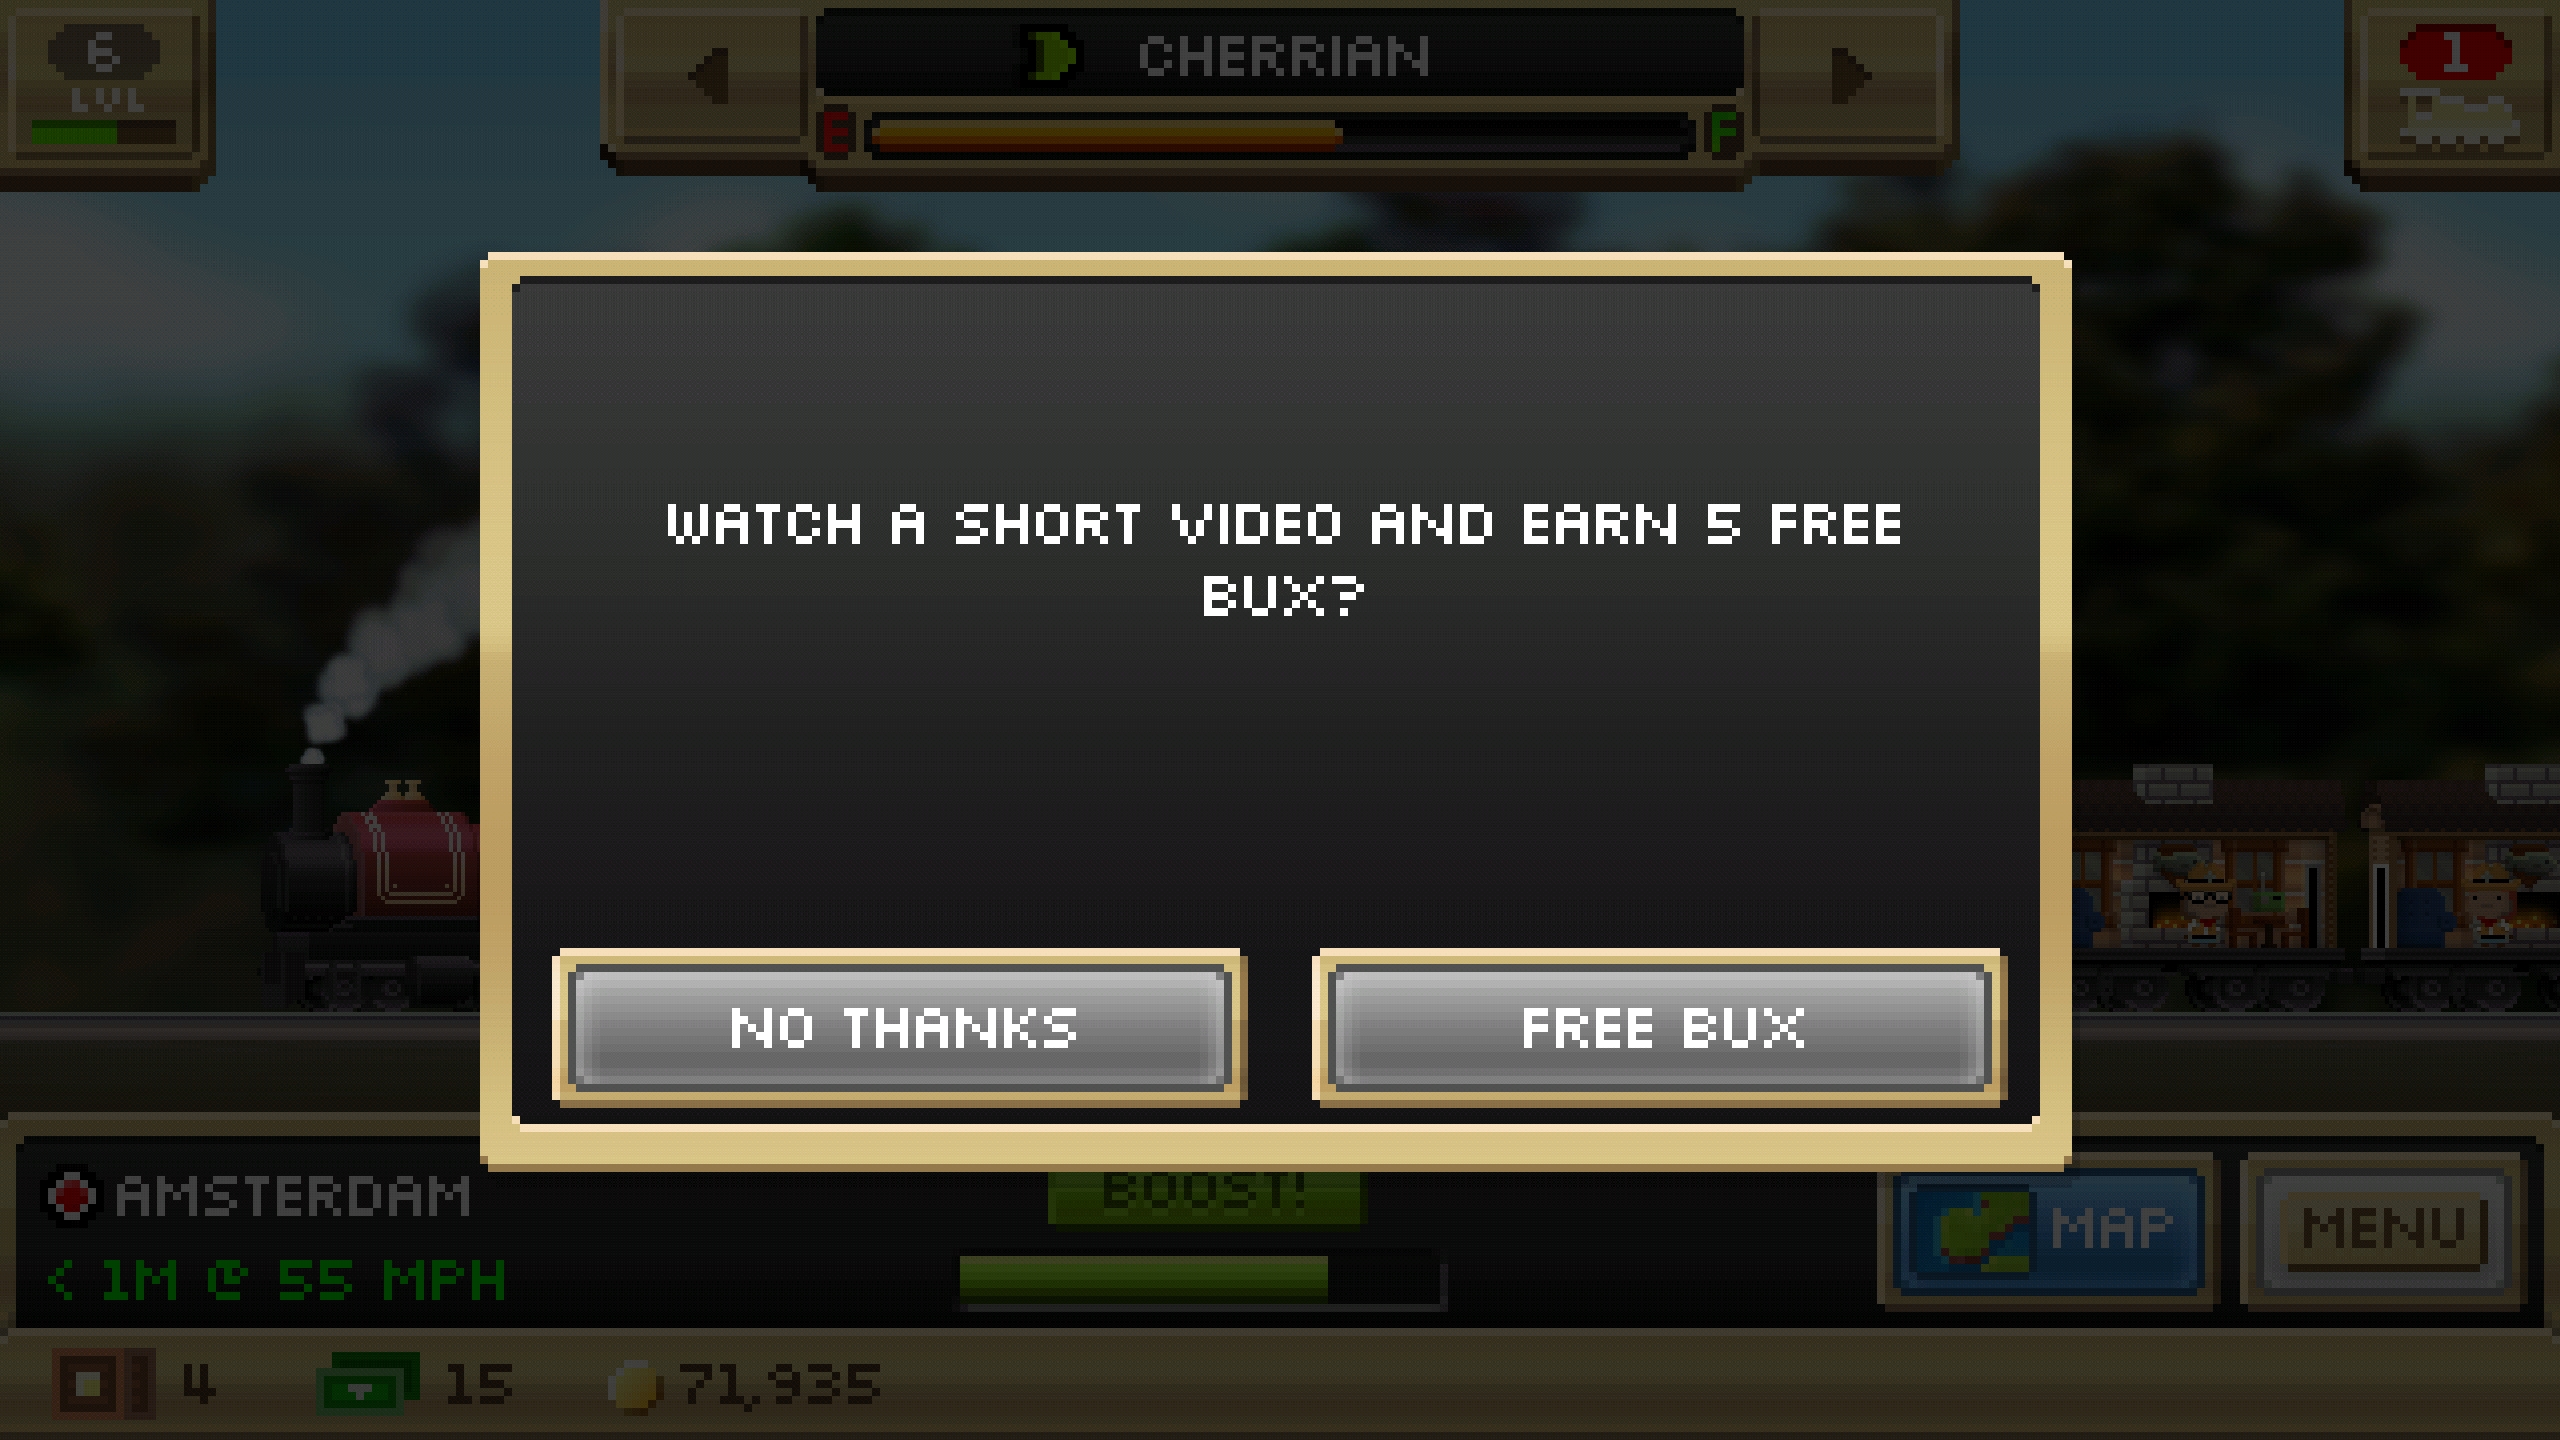 6
LVL
CHERRIAN
E F
1
WATCH A SHORT VIDEO AND EARN 5 FREE
BUX?
NO THANKS
FREE BUX
AMSTERDAM
< 1M @ 55 MPH
BOOST!
MAP
MENU
4
15
71,935